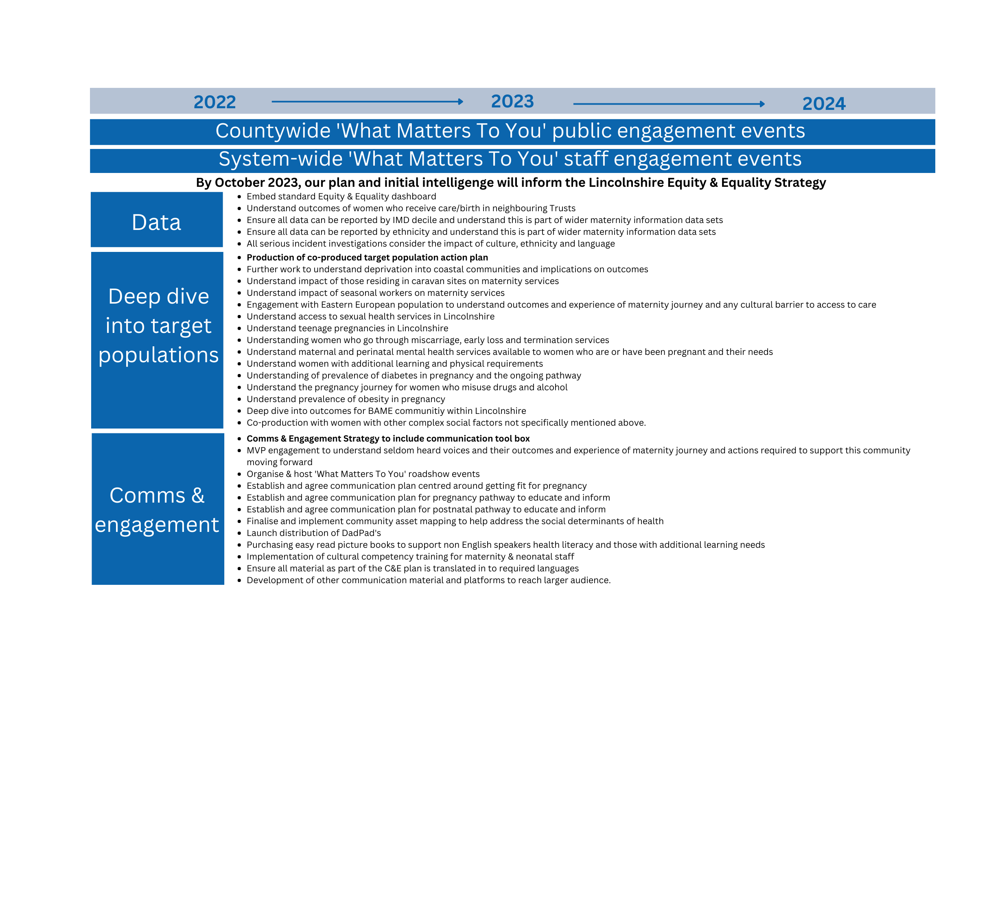 2022 2023 2024
Countywide 'What Matters To You' public engagement events
System-wide 'What Matters To You' staff engagement events
By October 2023, our plan and initial intelligenge will inform the Lincolnshire Equity & Equality Strategy
Data
• Embed standard Equity & Equality dashboard
• Understand outcomes of women who receive care/birth in neighbouring Trusts
• Ensure all data can be reported by IMD decile and understand this is part of wider maternity information data sets
• Ensure all data can be reported by ethnicity and understand this is part of wider maternity information data sets
• All serious incident investigations consider the impact of culture, ethnicity and language
Deep dive
into target
populations
• Production of co-produced target population action plan
• Further work to understand deprivation into coastal communities and implications on outcomes
• Understand impact of those residing in caravan sites on maternity services
• Understand impact of seasonal workers on maternity services
• Engagement with Eastern European population to understand outcomes and experience of maternity journey and any cultural barrier to access to care
• Understand access to sexual health services in Lincolnshire
• Understand teenage pregnancies in Lincolnshire
• Understanding women who go through miscarriage, early loss and termination services
• Understand maternal and perinatal mental health services available to women who are or have been pregnant and their needs
• Understand women with additional learning and physical requirements
• Understanding of prevalence of diabetes in pregnancy and the ongoing pathway
• Understand the pregnancy journey for women who misuse drugs and alcohol
• Understand prevalence of obesity in pregnancy
• Deep dive into outcomes for BAME communitiy within Lincolnshire
• Co-production with women with other complex social factors not specifically mentioned above.
Comms &
engagement
• Comms & Engagement Strategy to include communication tool box
• MVP engagement to understand seldom heard voices and their outcomes and experience of maternity journey and actions required to support this community
moving forward
• Organise & host 'What Matters To You' roadshow events
• Establish and agree communication plan centred around getting fit for pregnancy
• Establish and agree communication plan for pregnancy pathway to educate and inform
• Establish and agree communication plan for postnatal pathway to educate and inform
• Finalise and implement community asset mapping to help address the social determinants of health
• Launch distribution of DadPad's
• Purchasing easy read picture books to support non English speakers health literacy and those with additional learning needs
• Implementation of cultural competency training for maternity & neonatal staff
• Ensure all material as part of the C&E plan is translated in to required languages
• Development of other communication material and platforms to reach larger audience.